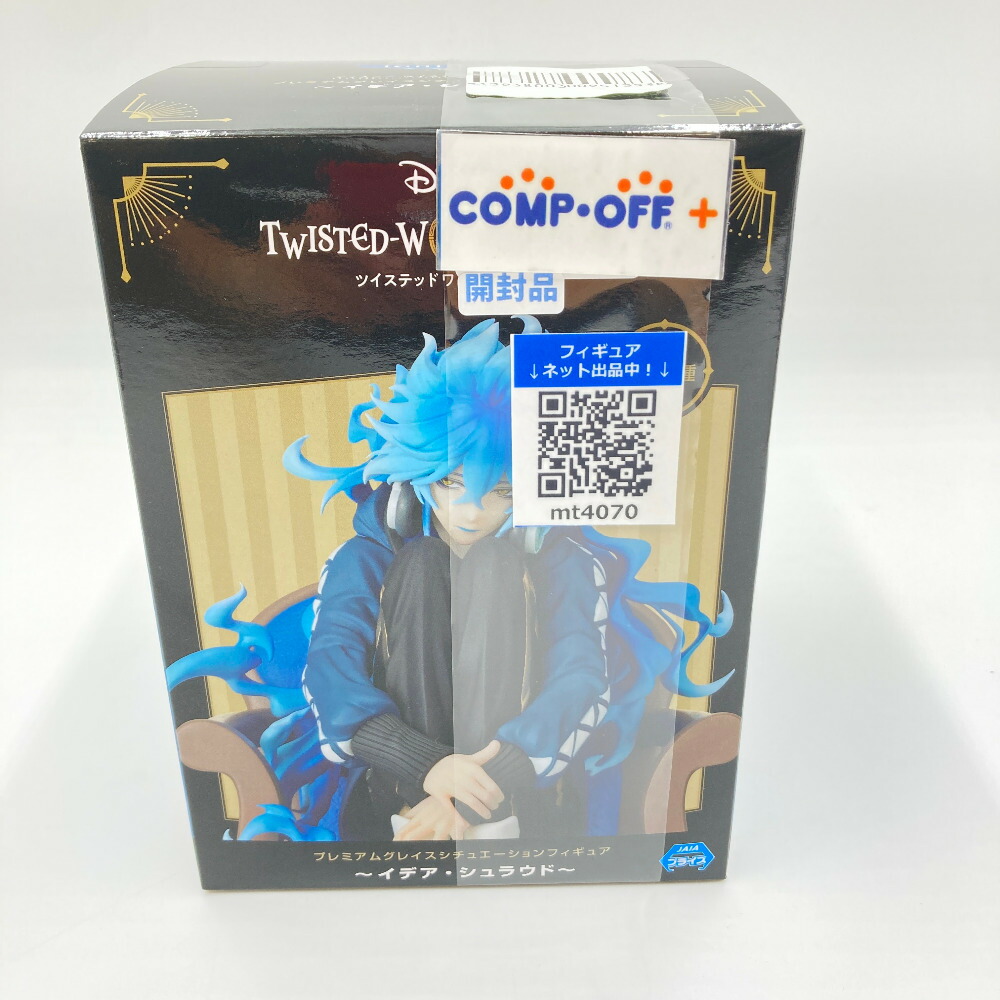 D
COMP•OFF® +
TWISTED-W
ツイステッドワ
開封品
フィギュア
↓ネット出品中！↓
種
mt4070
プレミアムグレイスシチュエーションフィギュア
～イデア・シュラウド～
JAIA
プライズ